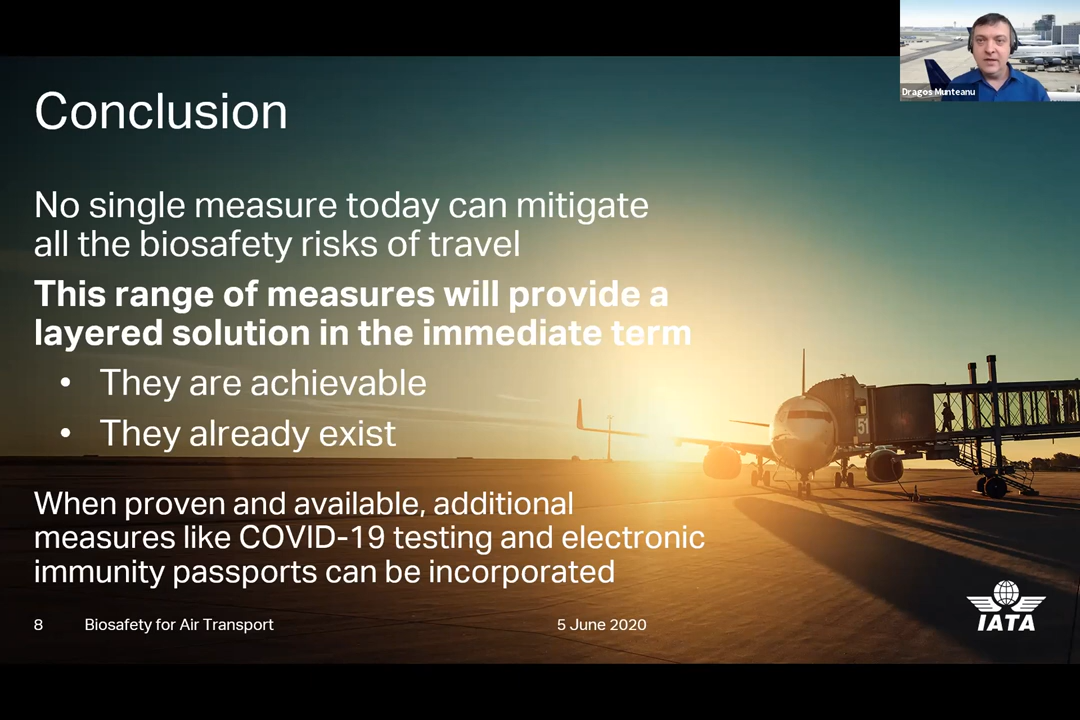 Dragos Munteanu
Conclusion
No single measure today can mitigate
all the biosafety risks of travel
This range of measures will provide a
layered solution in the immediate term
• They are achievable
• They already exist
51
When proven and available, additional
measures like COVID-19 testing and electronic
immunity passports can be incorporated
8 Biosafety for Air Transport 5 June 2020
IATA